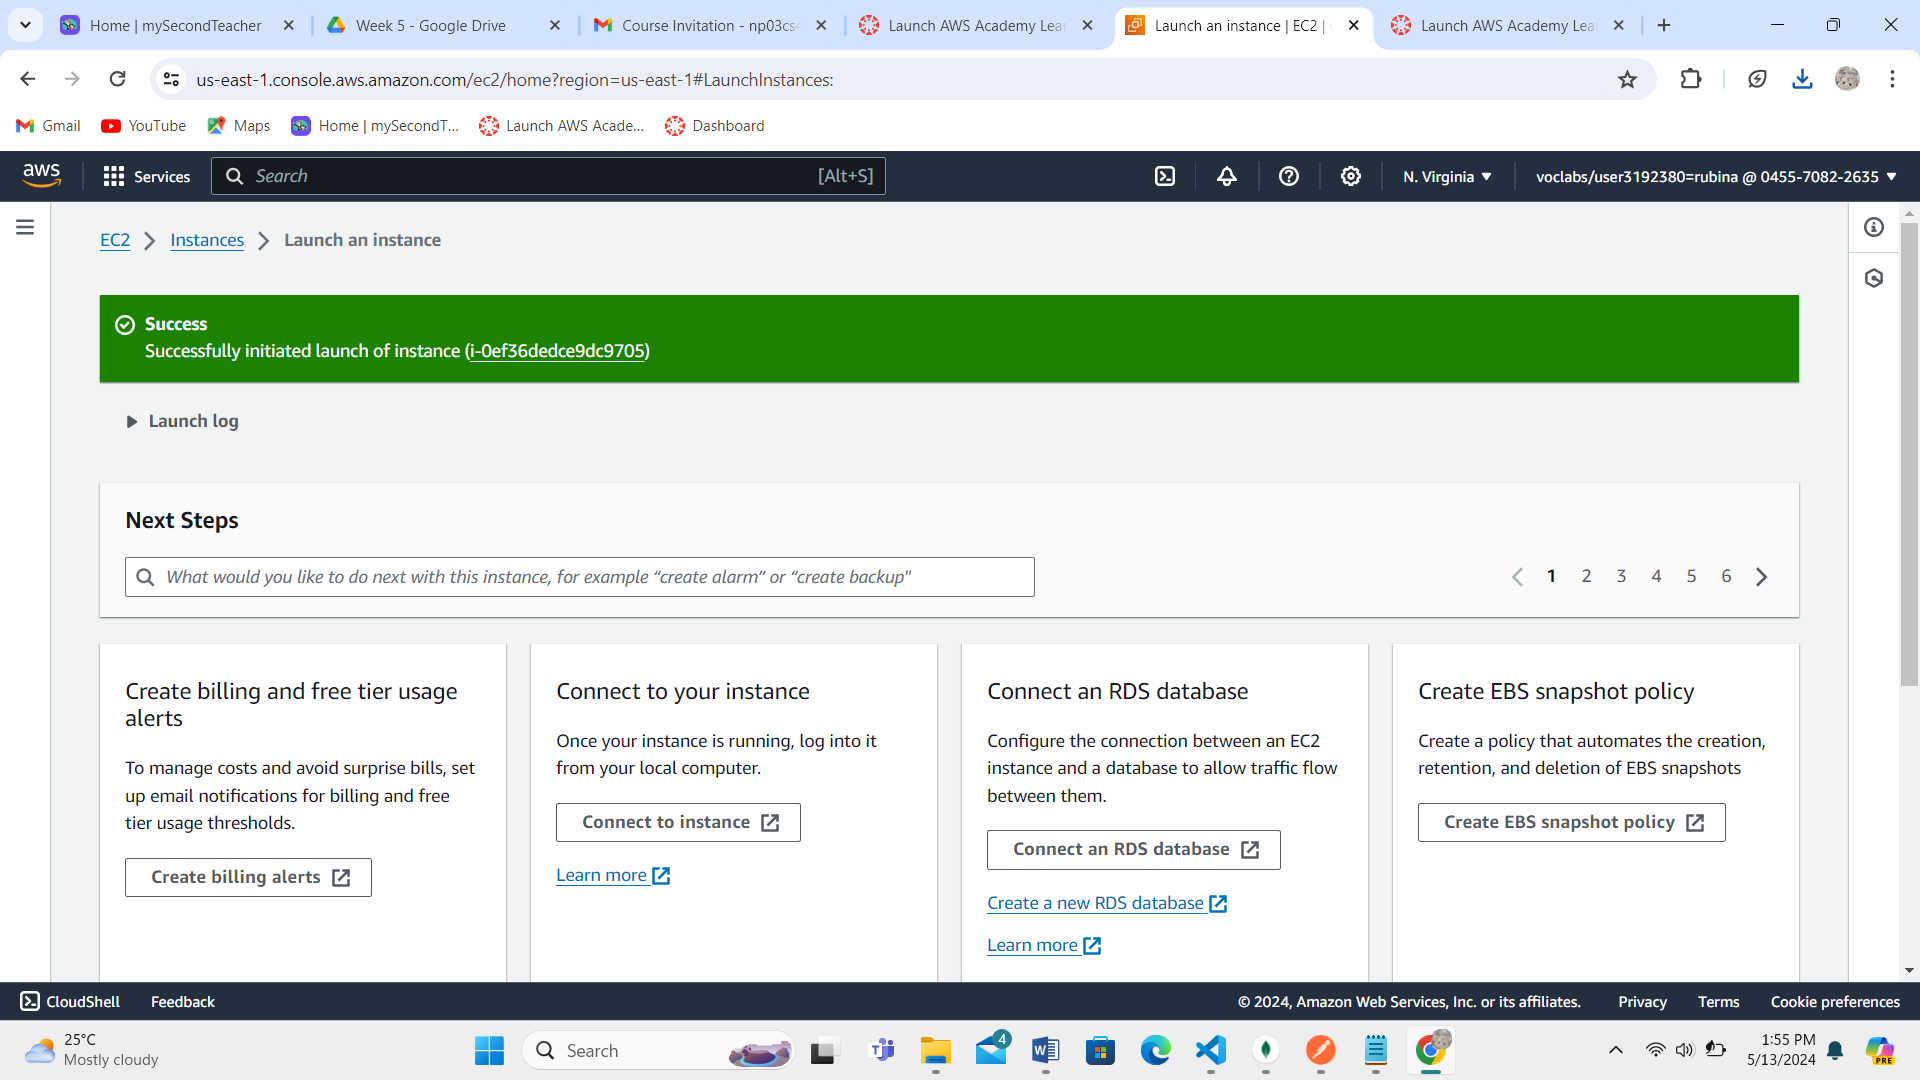 Home | mySecondTeacher
Week 5 - Google Drive
Course Invitation - np03cs4
Launch AWS Academy Lea
Launch an instance | EC2 |
Launch AWS Academy Lea
us-east-1.console.aws.amazon.com/ec2/home?region=us-east-1#LaunchInstances:
Gmail
YouTube
Maps
Home | mySecondT...
Launch AWS Acade...
Dashboard
aws
Services
Search
[Alt+S]
N. Virginia
voclabs/user3192380=rubina @ 0455-7082-2635
EC2
Instances
Launch an instance
Success
Successfully initiated launch of instance (i-0ef36dedce9dc9705)
Launch log
Next Steps
What would you like to do next with this instance, for example “create alarm” or “create backup"
1 2 3 4 5 6
Create billing and free tier usage
alerts
To manage costs and avoid surprise bills, set
up email notifications for billing and free
tier usage thresholds.
Create billing alerts
Connect to your instance
Once your instance is running, log into it
from your local computer.
Connect to instance
Learn more
Connect an RDS database
Configure the connection between an EC2
instance and a database to allow traffic flow
between them.
Connect an RDS database
Create a new RDS database
Learn more
Create EBS snapshot policy
Create a policy that automates the creation,
retention, and deletion of EBS snapshots
Create EBS snapshot policy
CloudShell
Feedback
© 2024, Amazon Web Services, Inc. or its affiliates.
Privacy
Terms
Cookie preferences
25°C
Mostly cloudy
Search
4
1:55 PM
5/13/2024
PRE